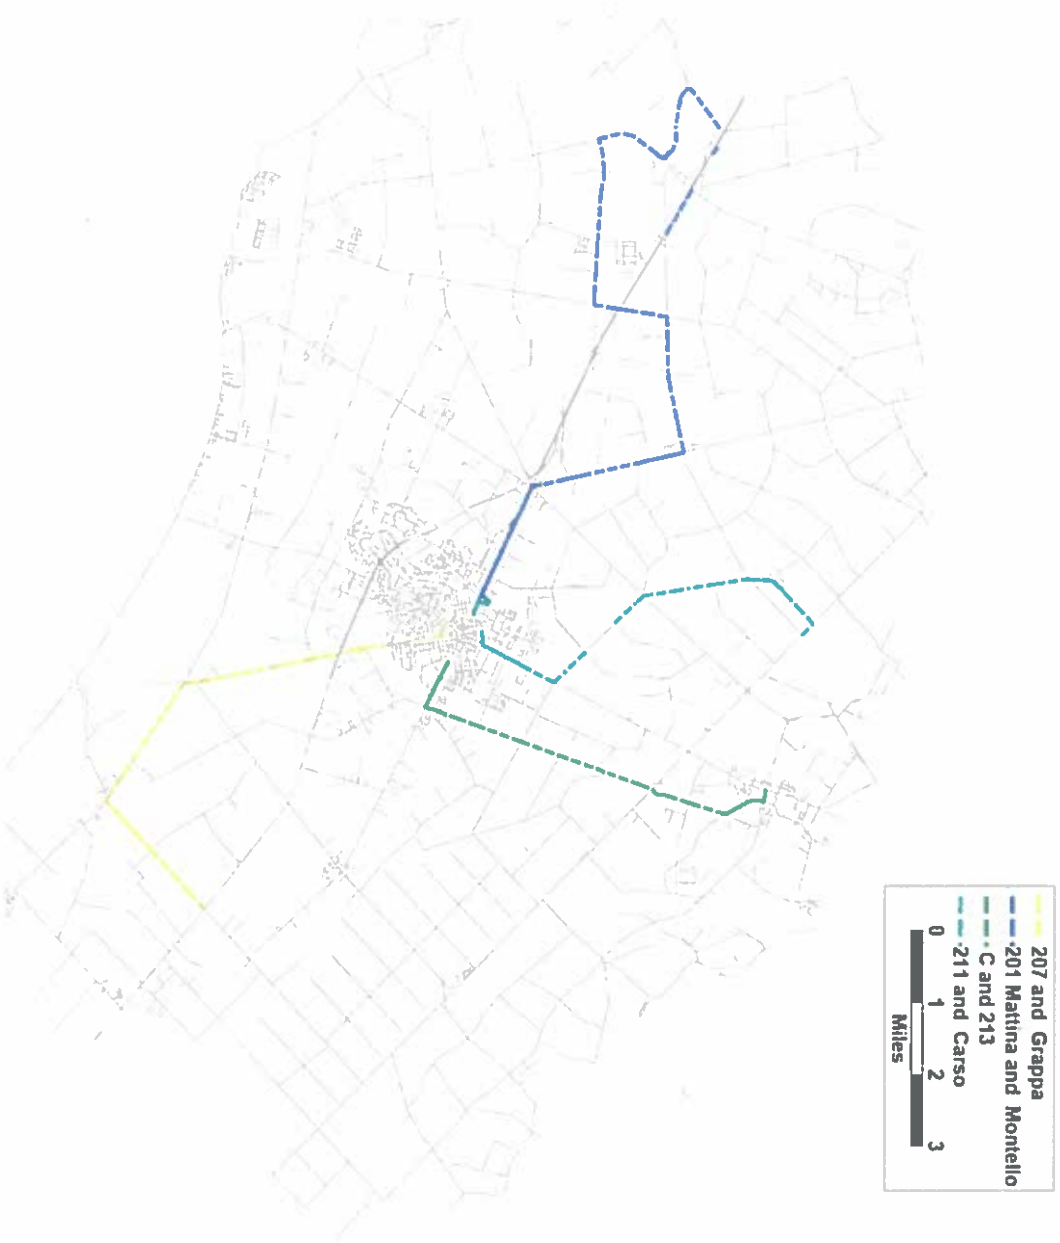 207 and Grappa
201 Mattina and Montello
C and 213
211 and Carso
0 1 2 3
Miles